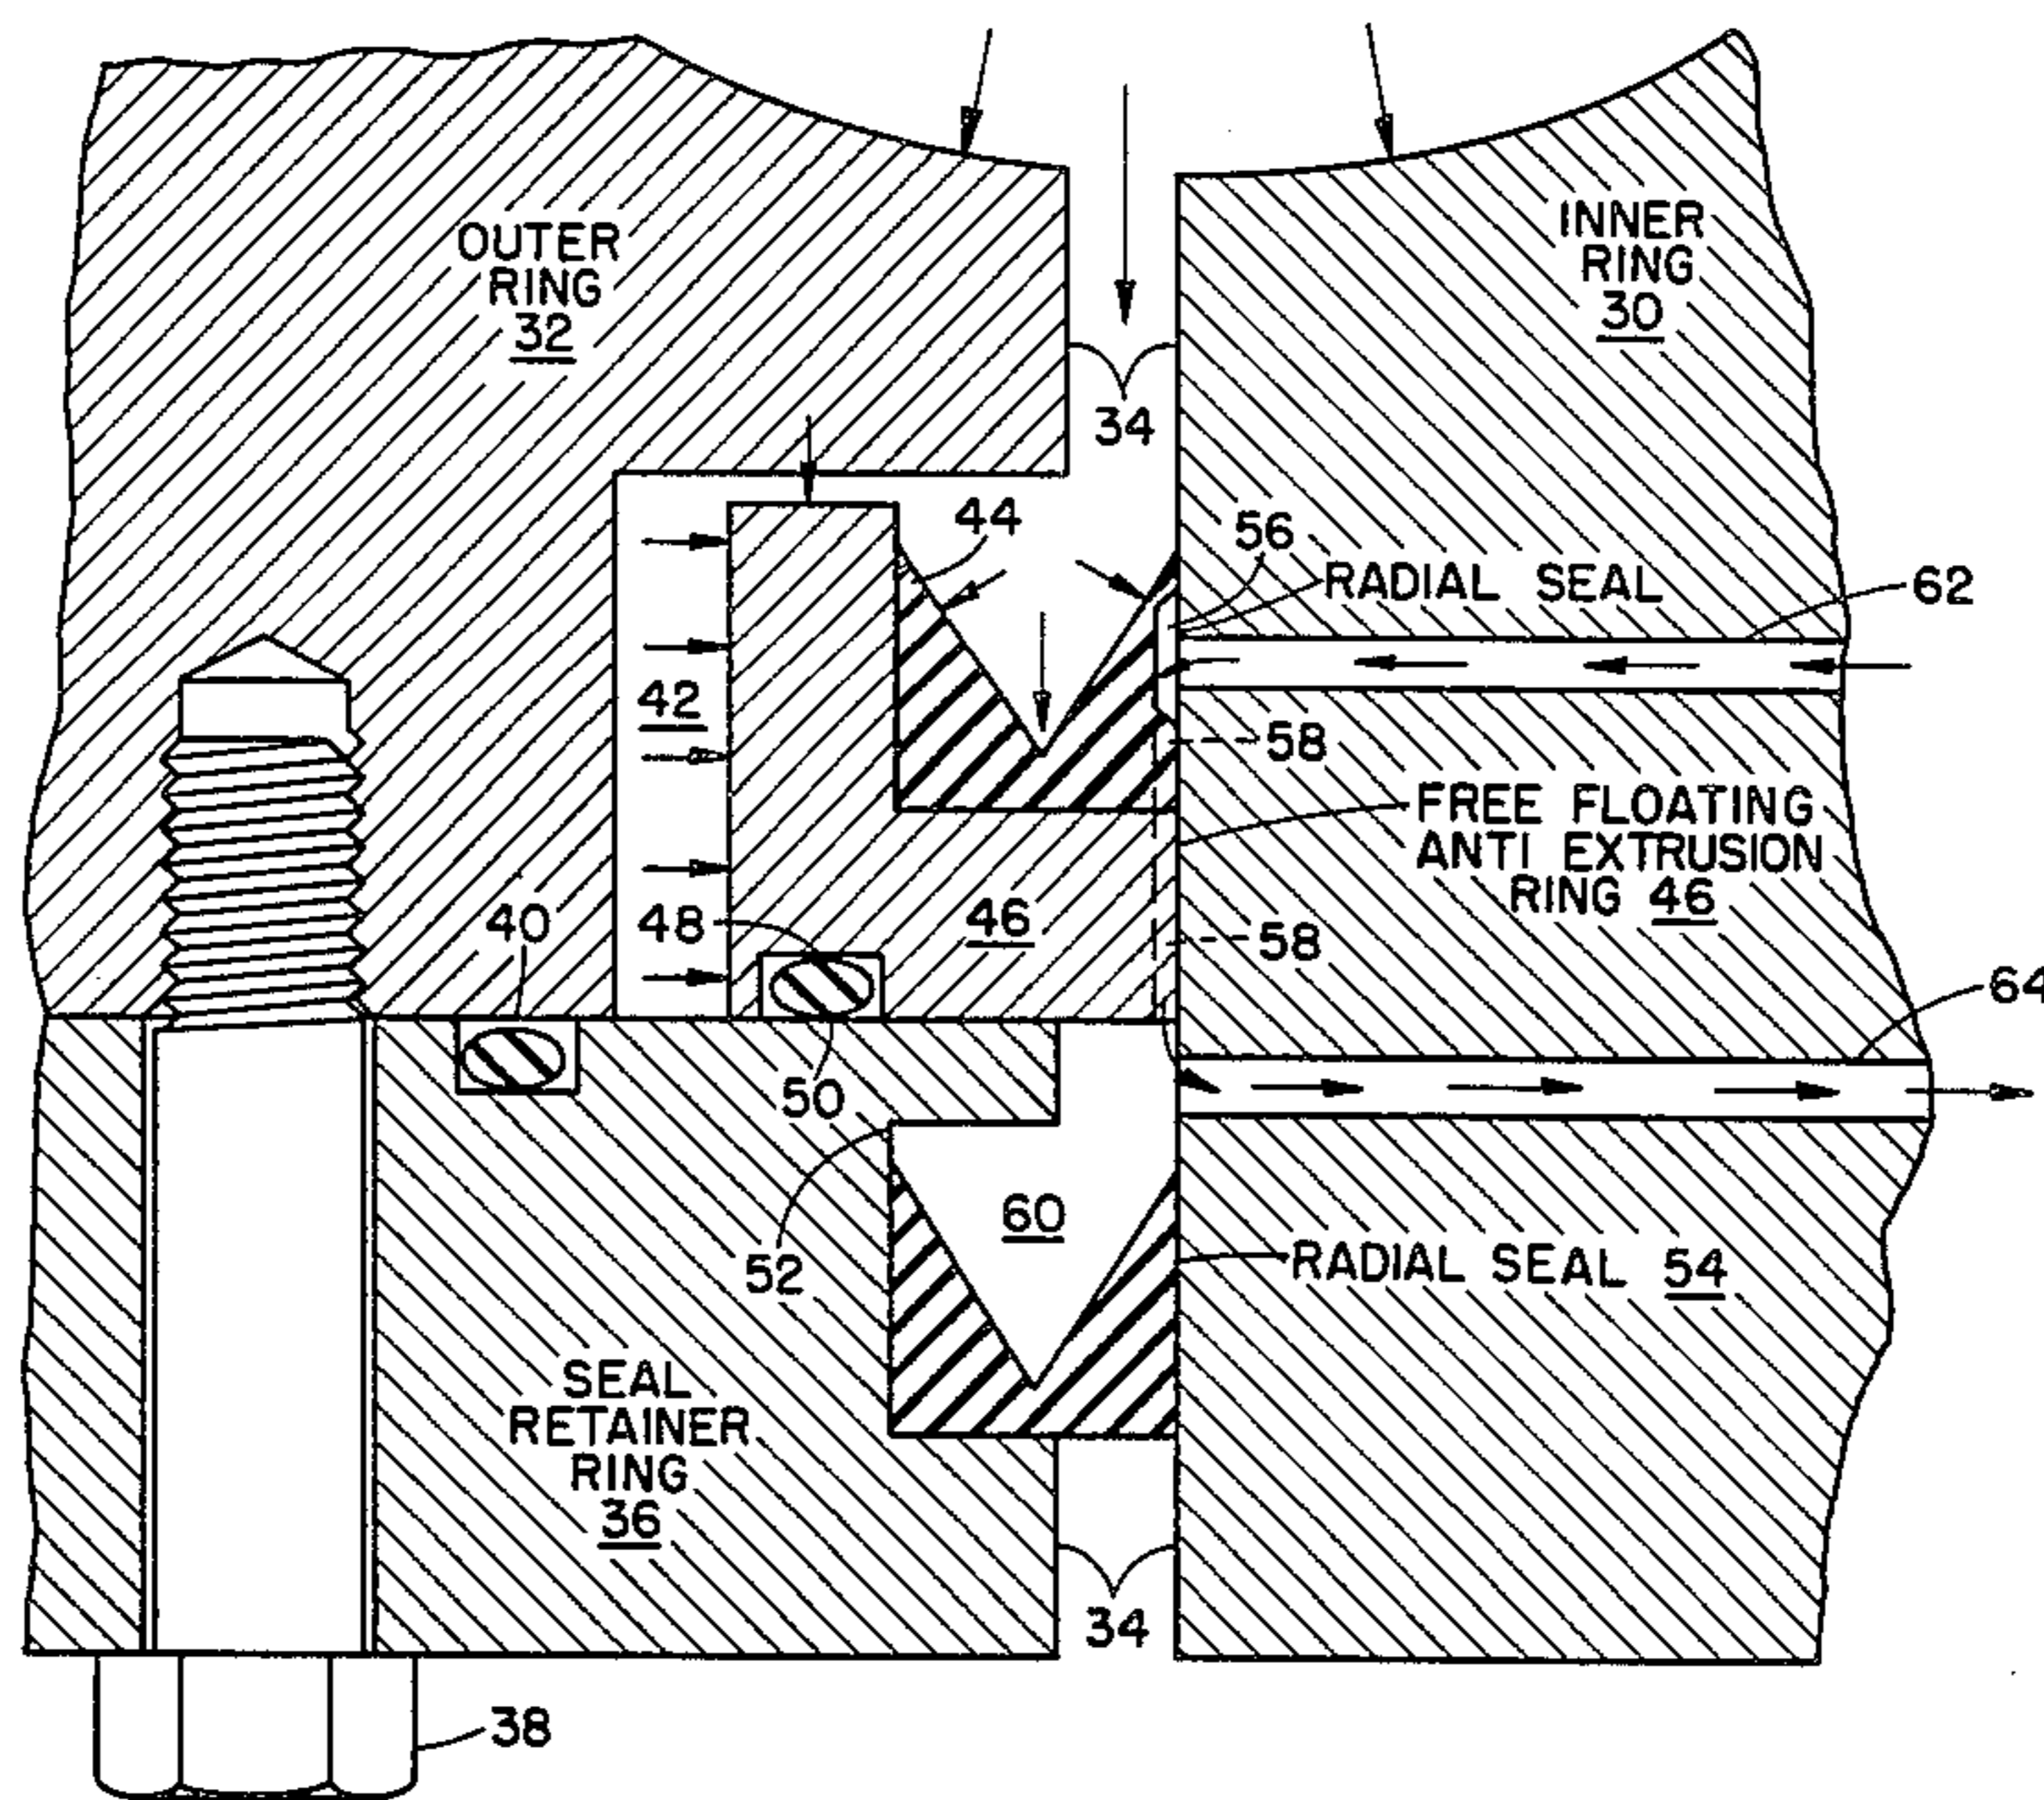 OUTER
RING
32
INNER
RING
30
34
44
56
RADIAL SEAL
62
42
58
FREE FLOATING
ANTI EXTRUSION
RING 46
40
48
46
58
64
50
52
60
RADIAL SEAL 54
SEAL
RETAINER
RING
36
34
38